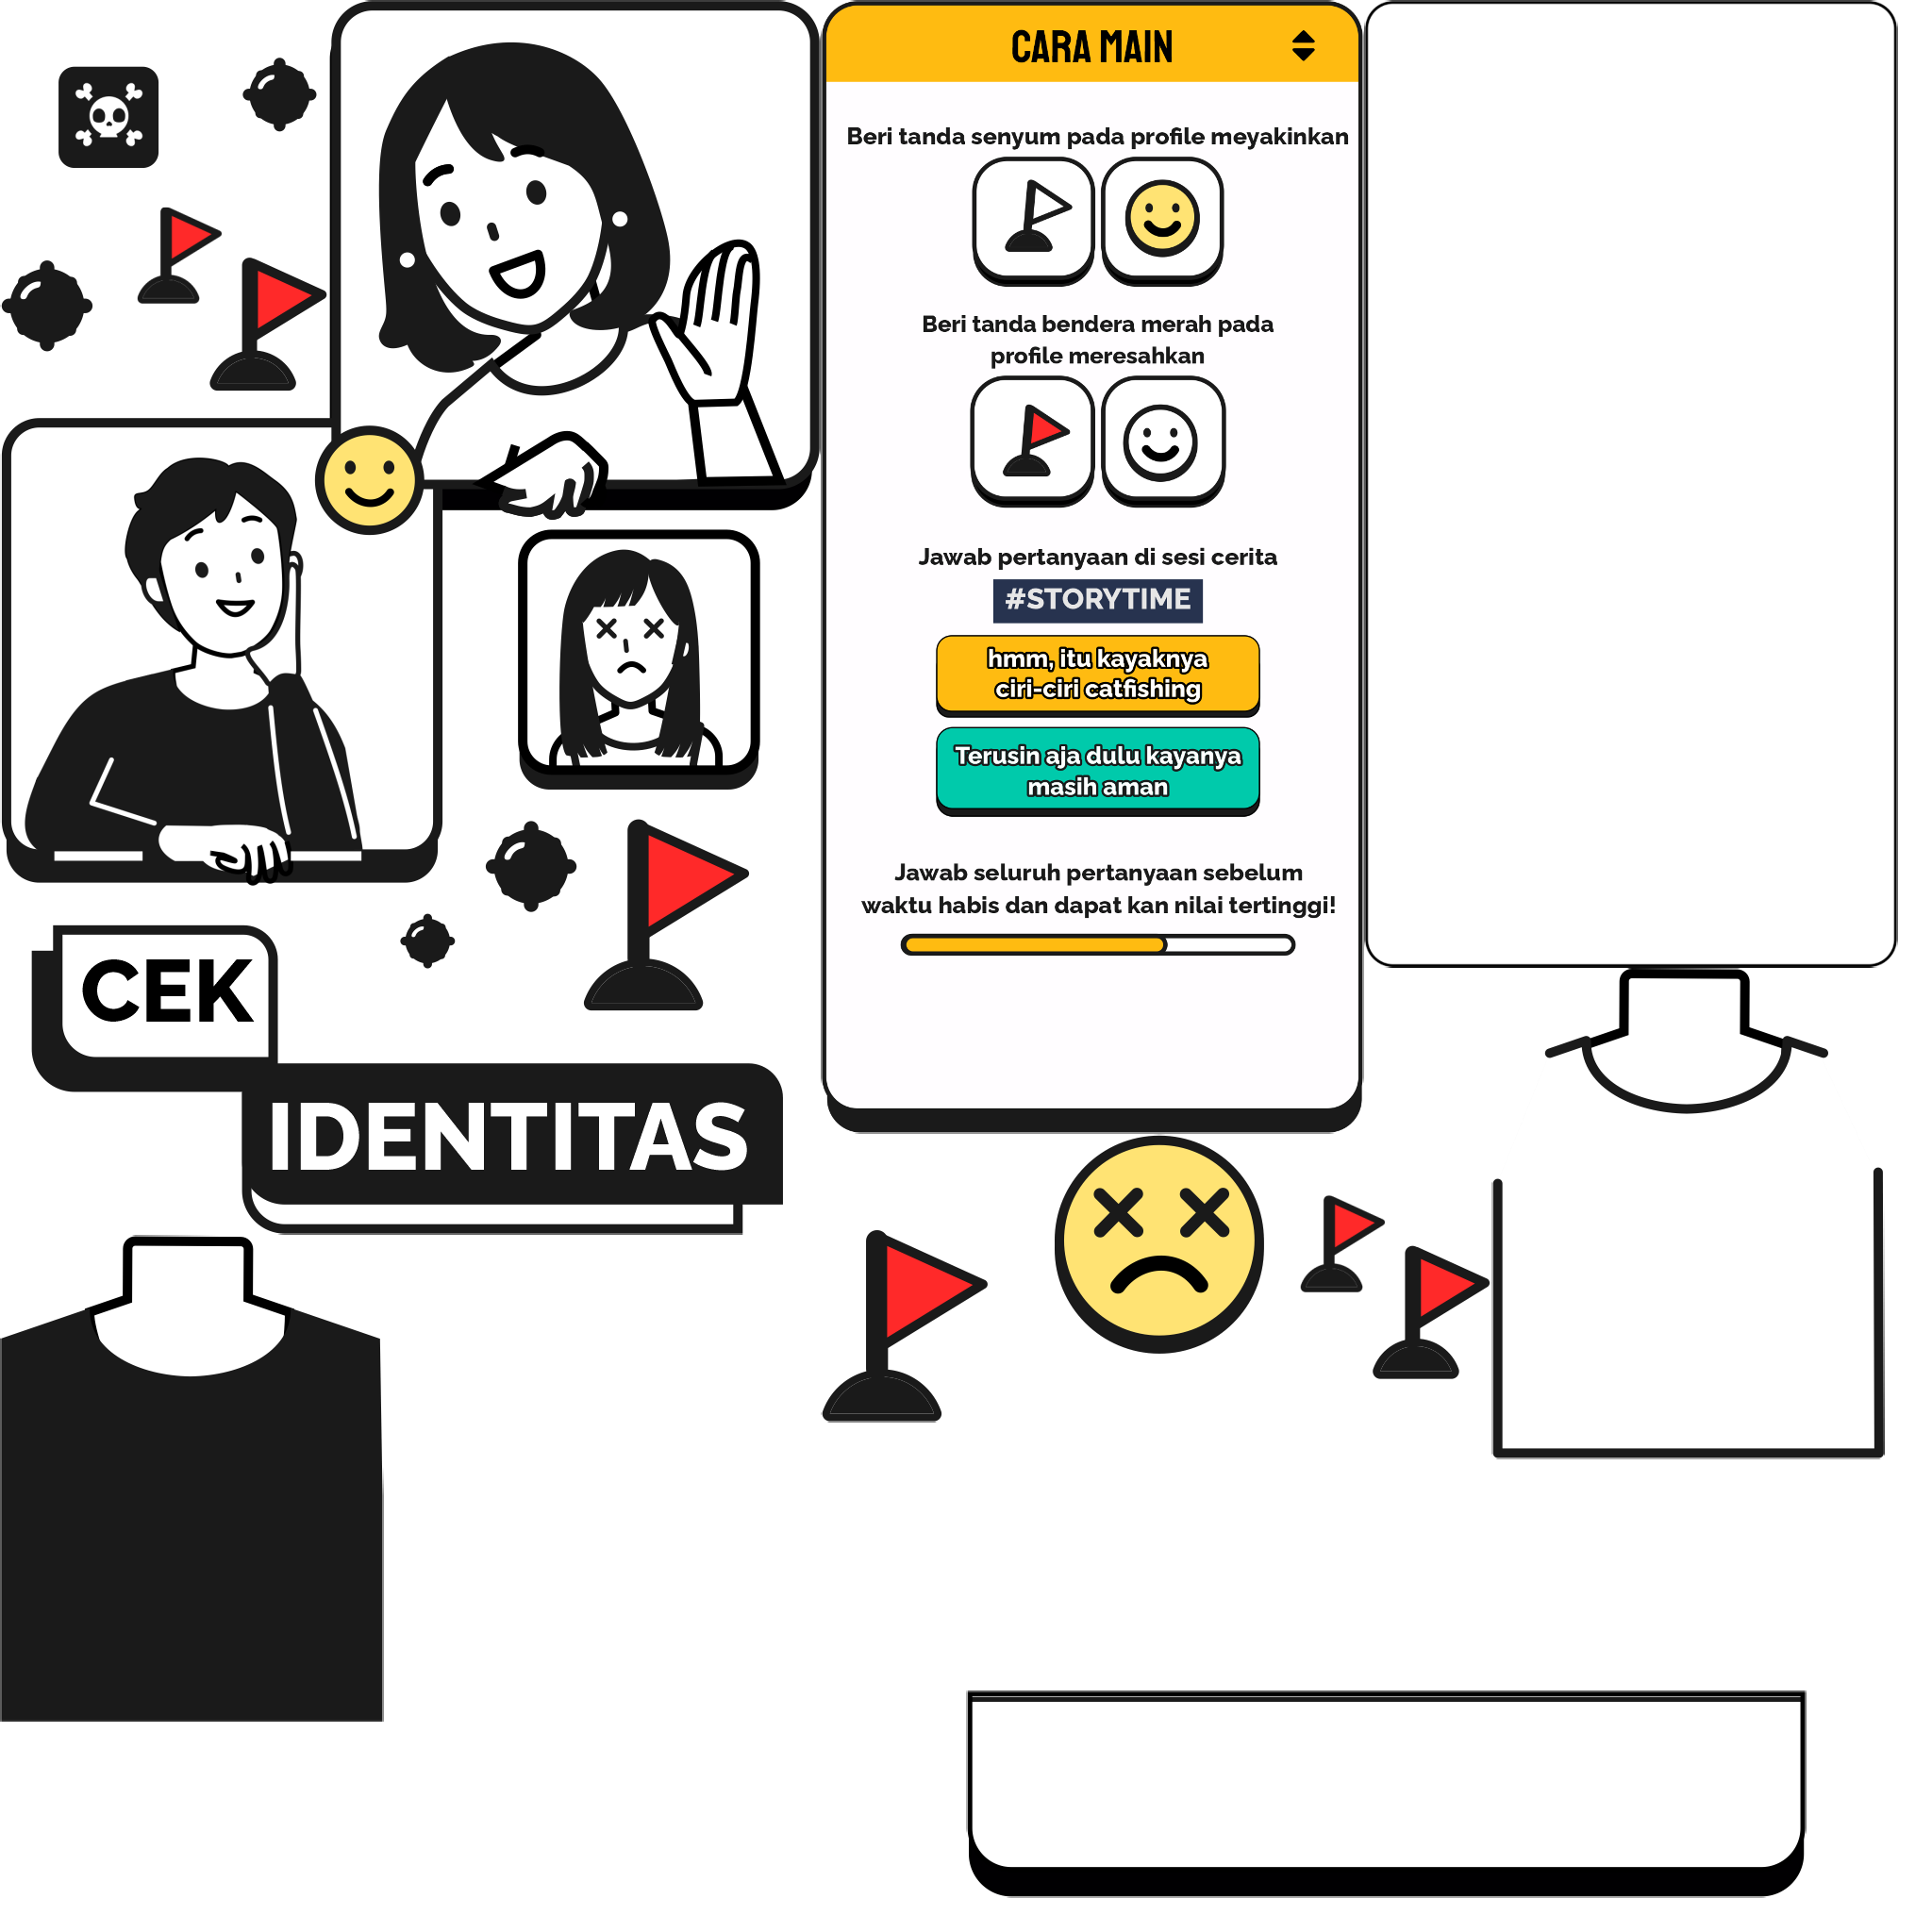 CARA MAIN
Beri tanda senyum pada profile meyakinkan
Beri tanda bendera merah pada
profile meresahkan
Jawab pertanyaan di sesi cerita
#STORYTIME
hmm, itu kayaknya
ciri-ciri catfishing
Terusin aja dulu kayanya
masih aman
Jawab seluruh pertanyaan sebelum
waktu habis dan dapat kan nilai tertinggi!
CEK
IDENTITAS